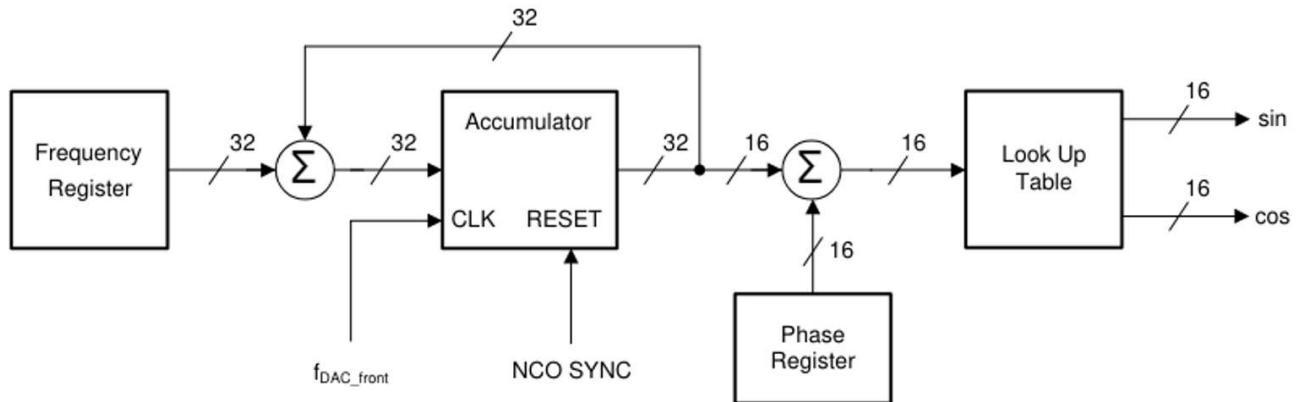 32
Accumulator
Frequency
Register
32
Σ
32
32
16
Σ
16
Look Up
Table
16
sin
16
cos
CLK RESET
16
Phase
Register
fDAC_front
NCO SYNC